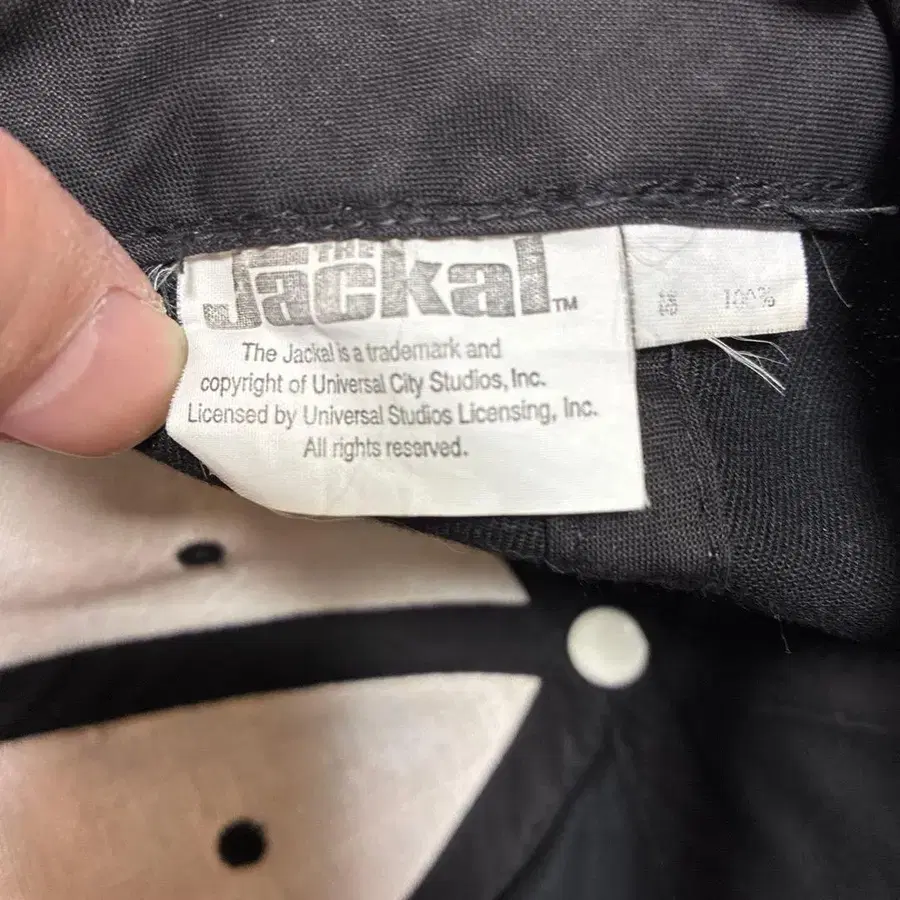 THE
Jackal™
The Jackal is a trademark and
copyright of Universal City Studios, Inc.
Licensed by Universal Studios Licensing, Inc.
All rights reserved.
100%